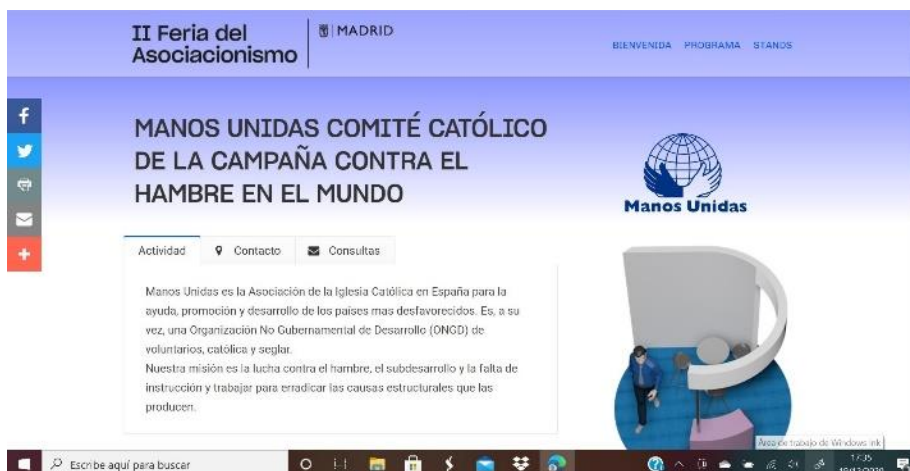 II Feria del
Asociacionismo
MADRID
BIENVENIDA PROGRAMA STANDS
MANOS UNIDAS COMITÉ CATÓLICO
DE LA CAMPAÑA CONTRA EL
HAMBRE EN EL MUNDO
Manos Unidas
Actividad Contacto Consultas
Manos Unidas es la Asociación de la Iglesia Católica en España para la
ayuda, promoción y desarrollo de los países mas desfavorecidos. Es, a su
vez, una Organización No Gubernamental de Desarrollo (ONGD) de
voluntarios, católica y seglar.
Nuestra misión es la lucha contra el hambre, el subdesarrollo y la falta de
instrucción y trabajar para erradicar las causas estructurales que las
producen.
Área de trabajo de Windows Ink
Escribe aquí para buscar
17:35